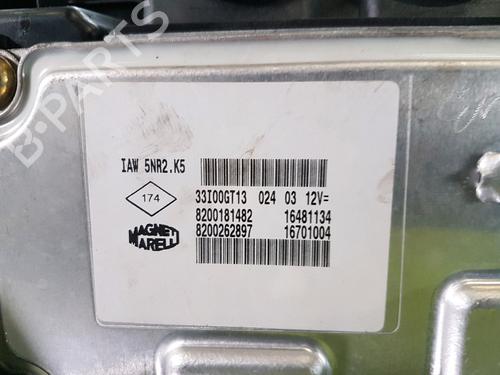 B-PARTS
IAW 5NR2.K5
174
33I00GT13 024 03 12V=
8200181482 16481134
8200262897 16701004
MAGNETI
MARELLI